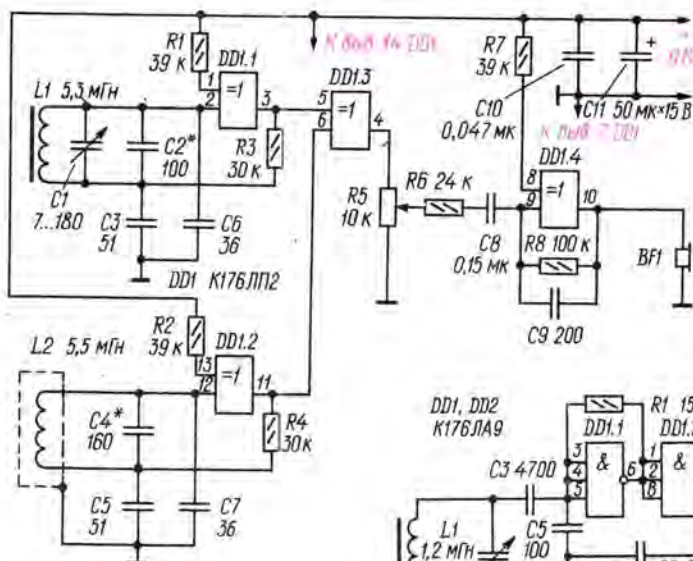 R1
39 к
К выв 14 DD1
DD1.1
1
2
=1
3
DD1.3
5
6
=1
4
R7
39 к
C10
0,047 мк
+
C11 50 мк×15 В
К выв 7 DD1
L1 5,3 мГн
C1
7...180
C2*
100
R3
30 к
C3
51
C6
36
R5
10 к
R6 24 к
C8
0,15 мк
DD1.4
8
9
=1
10
R8 100 к
C9 200
BF1
DD1 К176ЛП2
R2
39 к
DD1.2
13
12
=1
11
L2 5,5 мГн
C4*
160
R4
30 к
C5
51
C7
36
DD1, DD2
К176ЛА9
R1 15
DD1.1
3
4
5
&
6
1
2
8
&
C3 4700
L1
1,2 мГн
C5
100